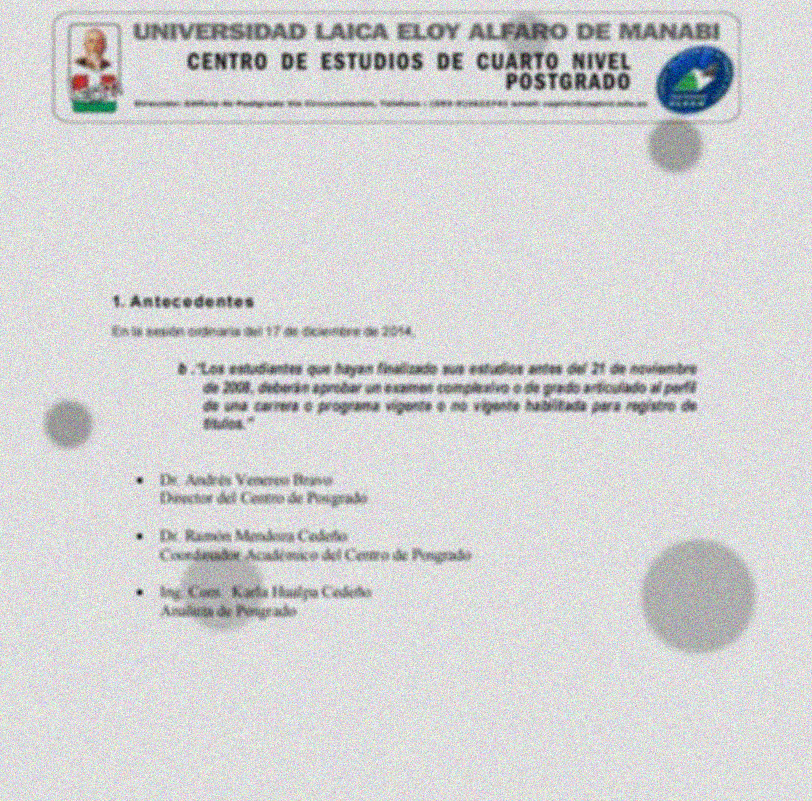 UNIVERSIDAD LAICA ELOY ALFARO DE MANABI
CENTRO DE ESTUDIOS DE CUARTO NIVEL
POSTGRADO
1. Antecedentes
En la sesión ordinaria del 17 de diciembre de 2014,
b ."Los estudiantes que hayan finalizado sus estudios antes del 21 de noviembre
de 2008, deberán aprobar un examen complexivo o de grado articulado al perfil
de una carrera o programa vigente o no vigente habilitada para registro de
títulos."
• Dr. Andrés Venereo Bravo
Director del Centro de Posgrado
• Dr. Ramón Mendoza Cedeño
Coordinador Académico del Centro de Posgrado
• Ing. Com. Karla Hualpa Cedeño
Analista de Posgrado